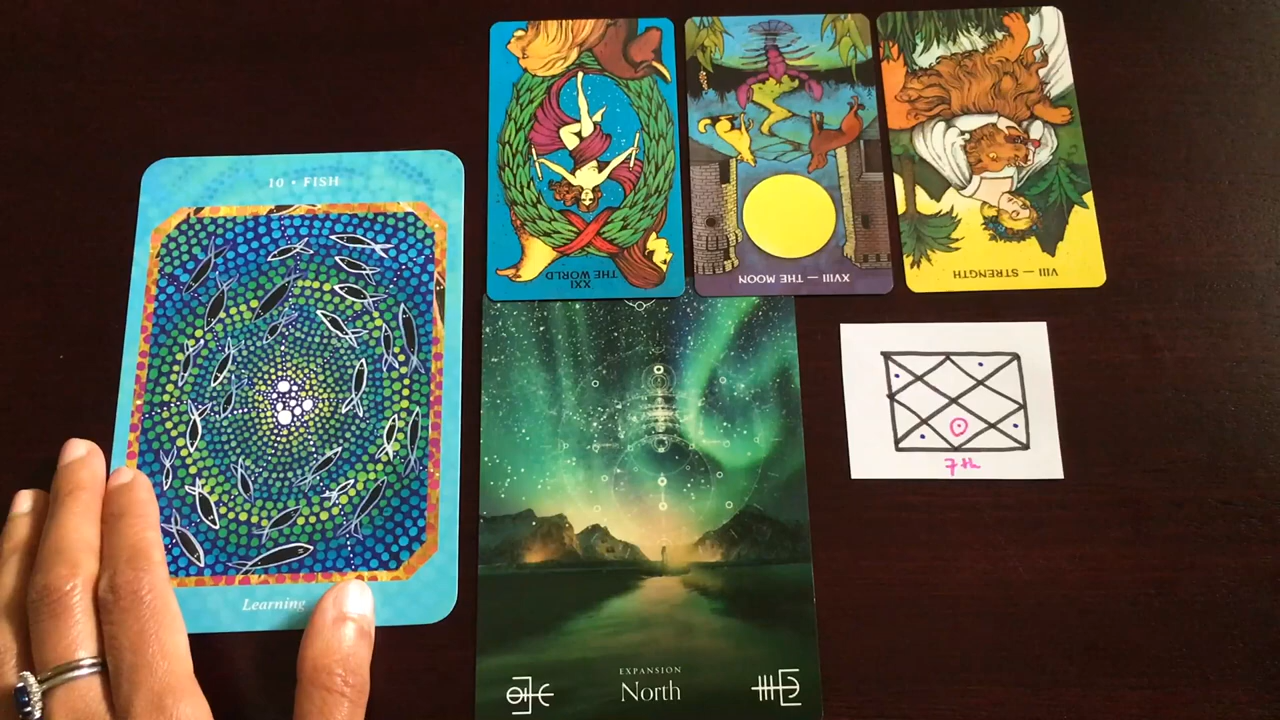 10 • FISH
Learning
XXI
THE WORLD
XVIII — THE MOON
VIII — STRENGTH
EXPANSION
North
7th